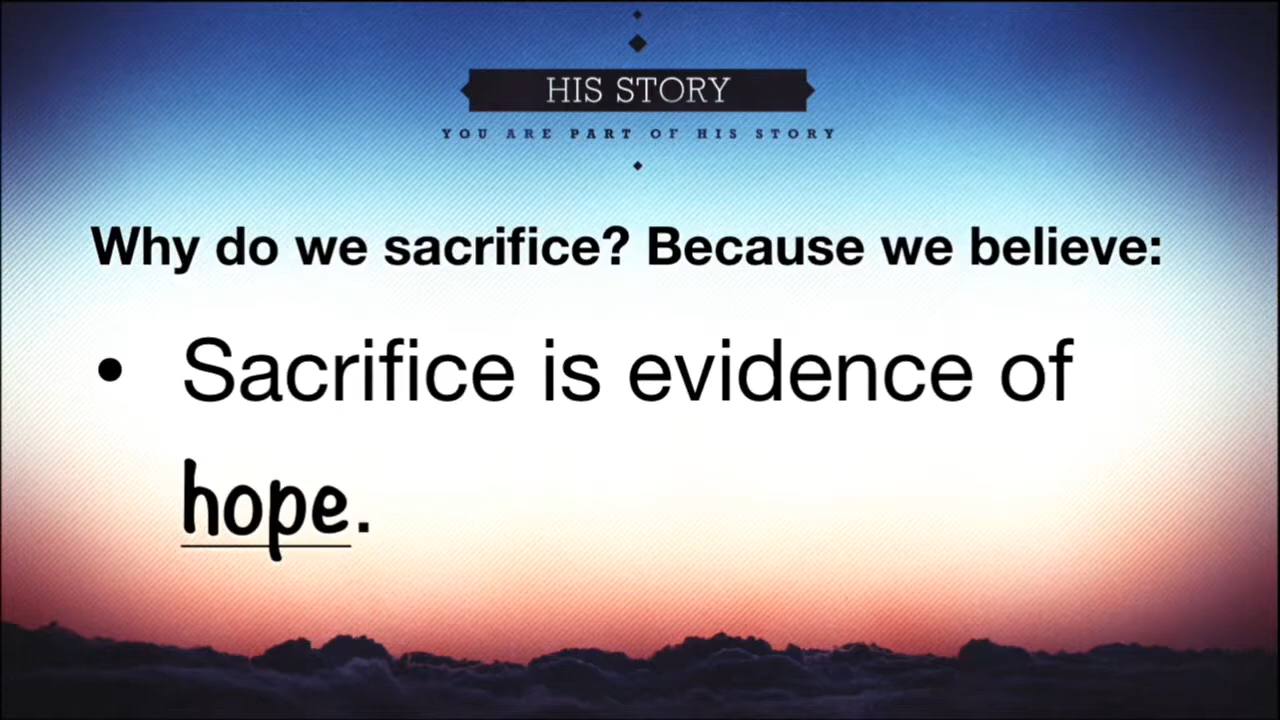 HIS STORY
YOU ARE PART OF HIS STORY
Why do we sacrifice? Because we believe:
• Sacrifice is evidence of
hope.